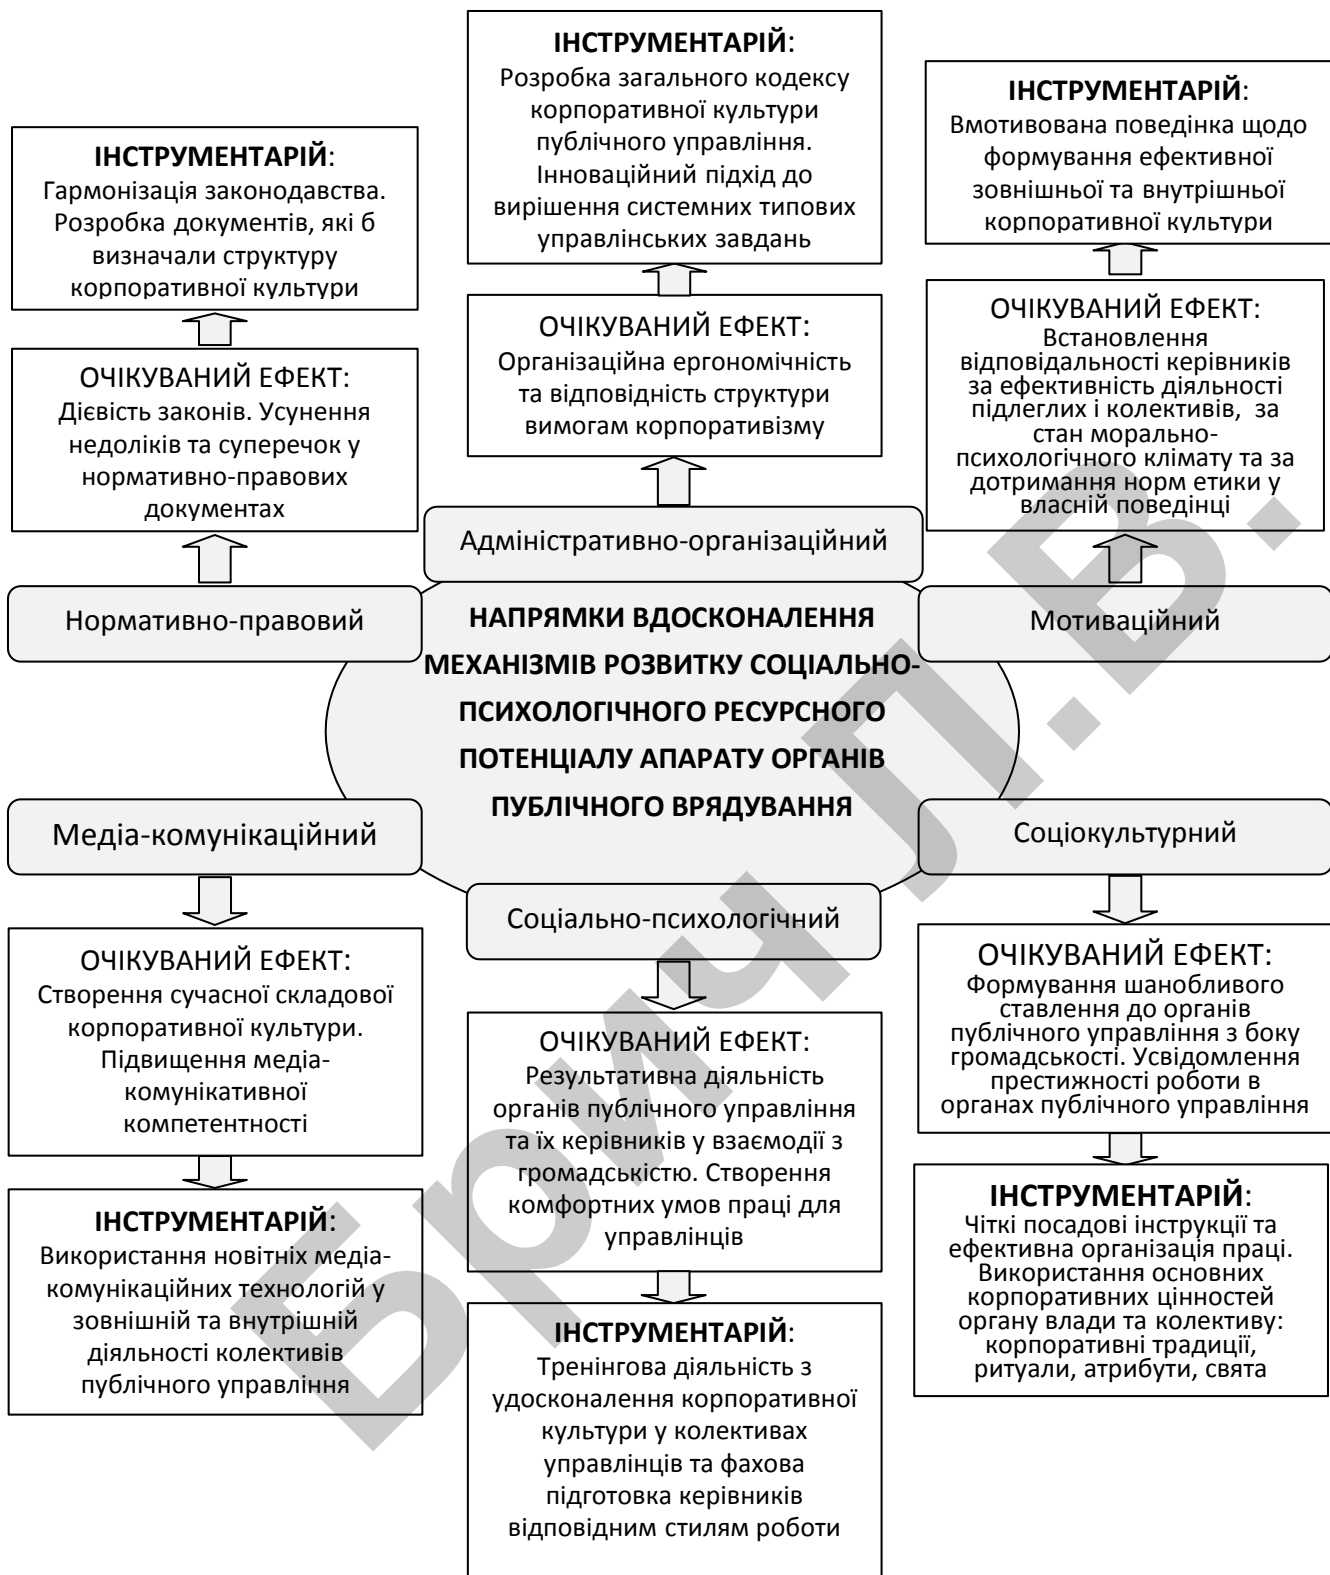 ІНСТРУМЕНТАРІЙ:
Гармонізація законодавства.
Розробка документів, які б
визначали структуру
корпоративної культури
ОЧІКУВАНИЙ ЕФЕКТ:
Дієвість законів. Усунення
недоліків та суперечок у
нормативно-правових
документах
Нормативно-правовий
ІНСТРУМЕНТАРІЙ:
Розробка загального кодексу
корпоративної культури
публічного управління.
Інноваційний підхід до
вирішення системних типових
управлінських завдань
ОЧІКУВАНИЙ ЕФЕКТ:
Організаційна ергономічність
та відповідність структури
вимогам корпоративізму
Адміністративно-організаційний
ІНСТРУМЕНТАРІЙ:
Вмотивована поведінка щодо
формування ефективної
зовнішньої та внутрішньої
корпоративної культури
ОЧІКУВАНИЙ ЕФЕКТ:
Встановлення
відповідальності керівників
за ефективність діяльності
підлеглих і колективів, за
стан морально-
психологічного клімату та за
дотримання норм етики у
власній поведінці
Мотиваційний
НАПРЯМКИ ВДОСКОНАЛЕННЯ
МЕХАНІЗМІВ РОЗВИТКУ СОЦІАЛЬНО-
ПСИХОЛОГІЧНОГО РЕСУРСНОГО
ПОТЕНЦІАЛУ АПАРАТУ ОРГАНІВ
ПУБЛІЧНОГО ВРЯДУВАННЯ
Медіа-комунікаційний
ОЧІКУВАНИЙ ЕФЕКТ:
Створення сучасної складової
корпоративної культури.
Підвищення медіа-
комунікативної
компетентності
ІНСТРУМЕНТАРІЙ:
Використання новітніх медіа-
комунікаційних технологій у
зовнішній та внутрішній
діяльності колективів
публічного управління
Соціально-психологічний
ОЧІКУВАНИЙ ЕФЕКТ:
Результативна діяльність
органів публічного управління
та їх керівників у взаємодії з
громадськістю. Створення
комфортних умов праці для
управлінців
ІНСТРУМЕНТАРІЙ:
Тренінгова діяльність з
удосконалення корпоративної
культури у колективах
управлінців та фахова
підготовка керівників
відповідним стилям роботи
Соціокультурний
ОЧІКУВАНИЙ ЕФЕКТ:
Формування шанобливого
ставлення до органів
публічного управління з боку
громадськості. Усвідомлення
престижності роботи в
органах публічного управління
ІНСТРУМЕНТАРІЙ:
Чіткі посадові інструкції та
ефективна організація праці.
Використання основних
корпоративних цінностей
органу влади та колективу:
корпоративні традиції,
ритуали, атрибути, свята
Брич Л.В.